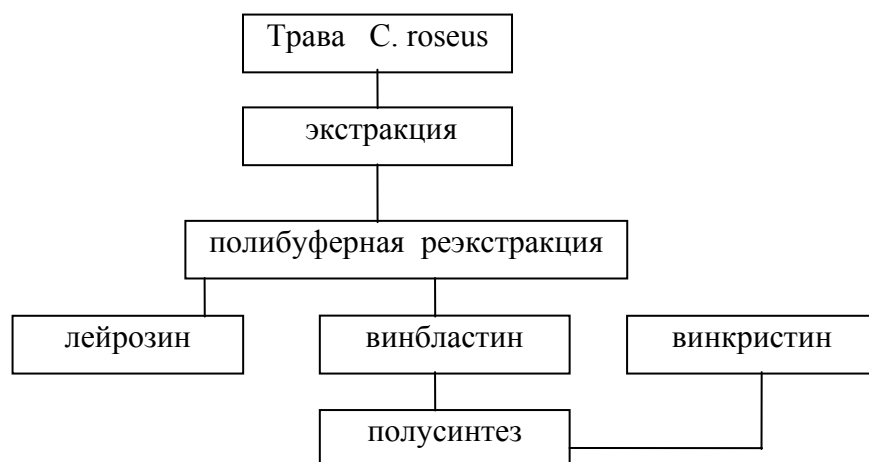 Трава C. roseus
экстракция
полибуферная реэкстракция
лейрозин
винбластин
винкристин
полусинтез